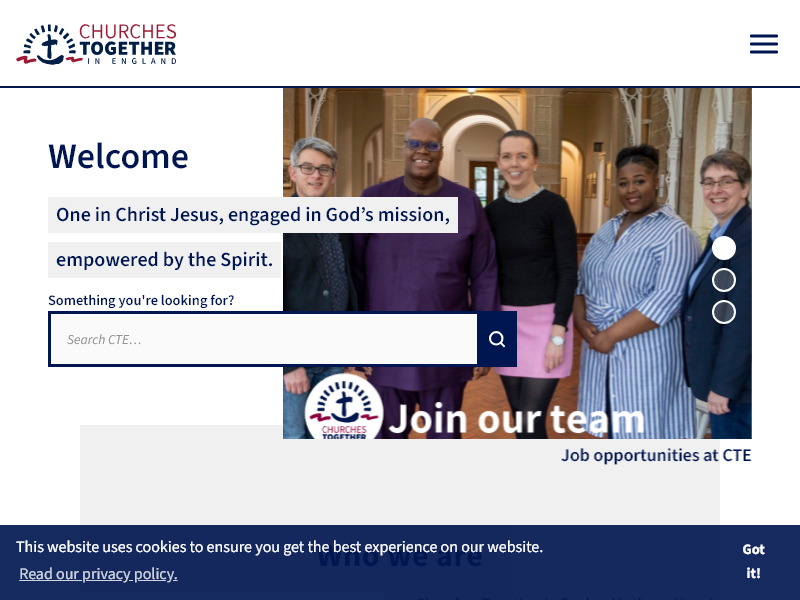 CHURCHES
TOGETHER
IN ENGLAND
Welcome
One in Christ Jesus, engaged in God’s mission,
empowered by the Spirit.
Something you're looking for?
Search CTE…
CHURCHES
TOGETHER
Join our team
Job opportunities at CTE
Who we are
This website uses cookies to ensure you get the best experience on our website.
Read our privacy policy.
Got
it!